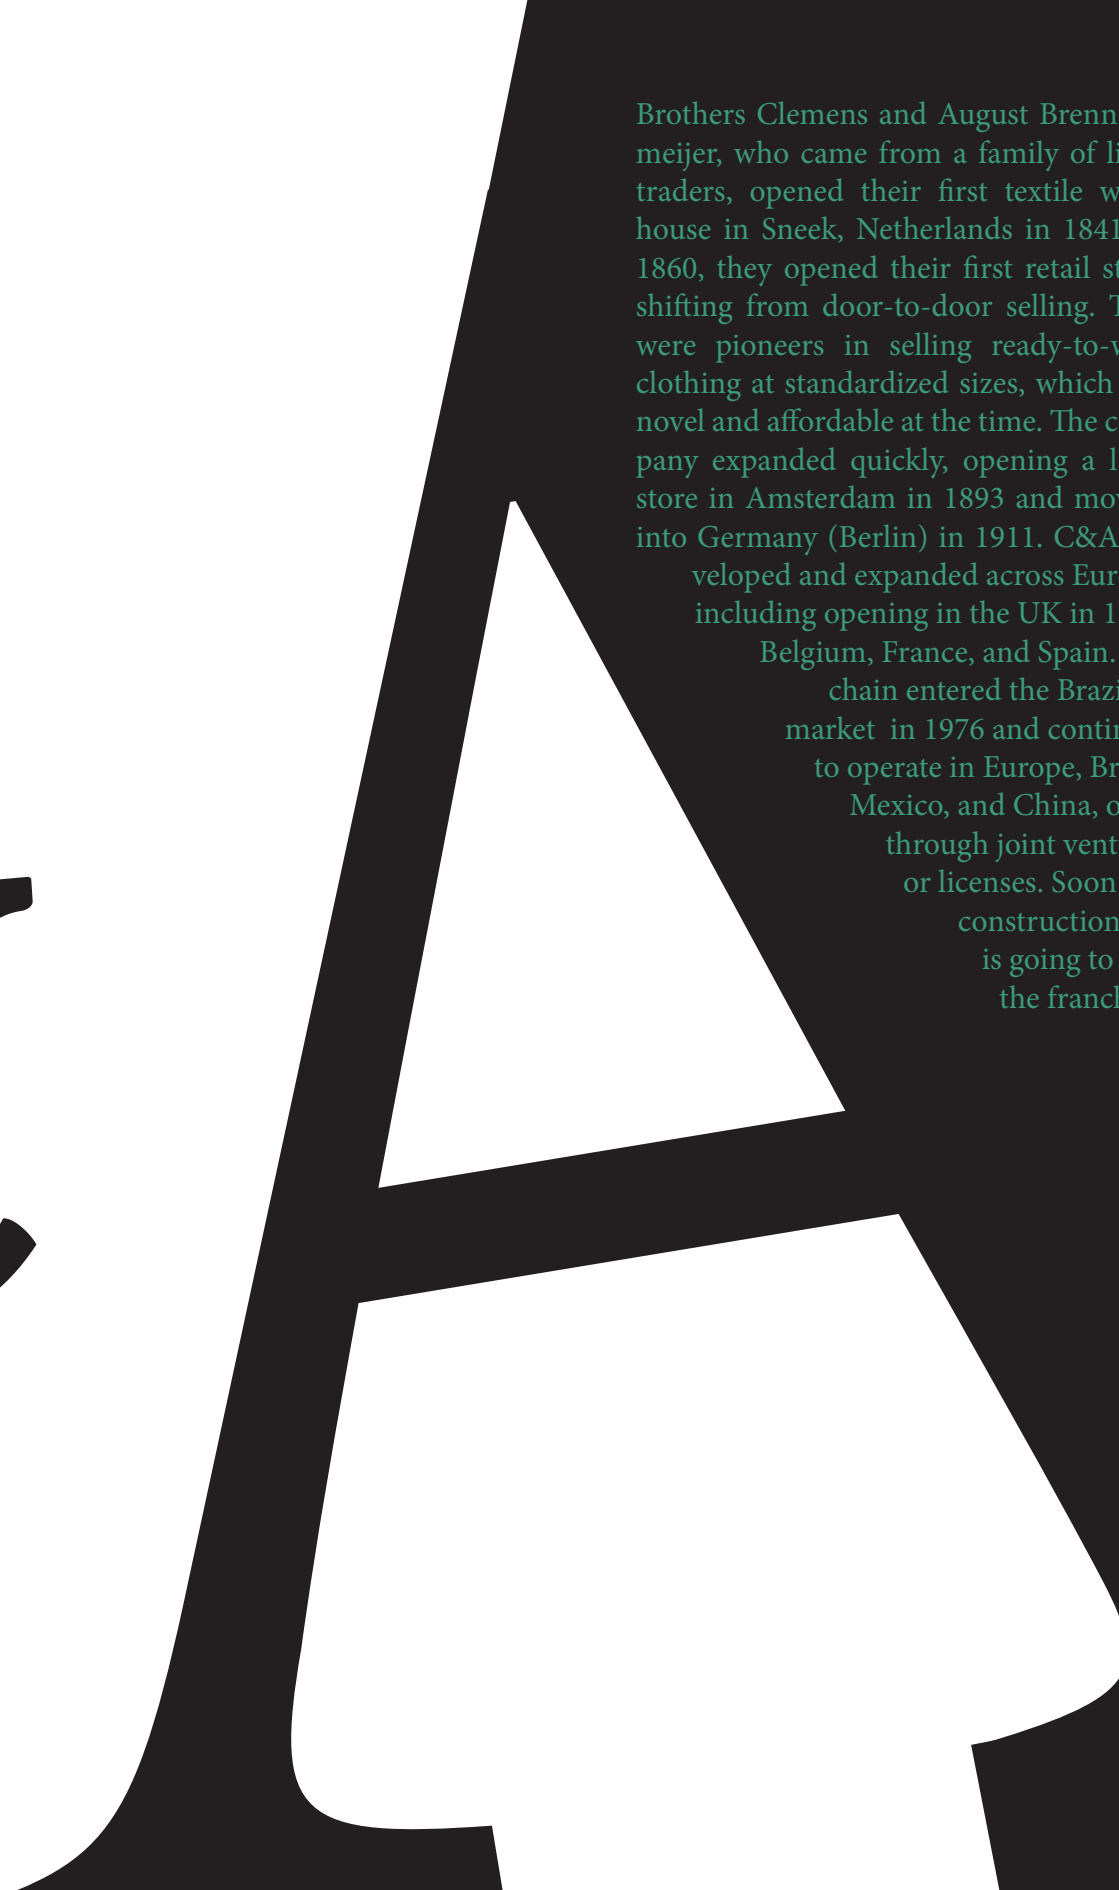 Brothers Clemens and August Brenn
meijer, who came from a family of li
traders, opened their first textile w
house in Sneek, Netherlands in 1841
1860, they opened their first retail st
shifting from door-to-door selling. T
were pioneers in selling ready-to-w
clothing at standardized sizes, which
novel and affordable at the time. The c
pany expanded quickly, opening a l
store in Amsterdam in 1893 and mov
into Germany (Berlin) in 1911. C&A
veloped and expanded across Eur
including opening in the UK in 1
Belgium, France, and Spain.
chain entered the Brazi
market in 1976 and contin
to operate in Europe, Br
Mexico, and China, o
through joint vent
or licenses. Soon
construction
is going to
the franch
A